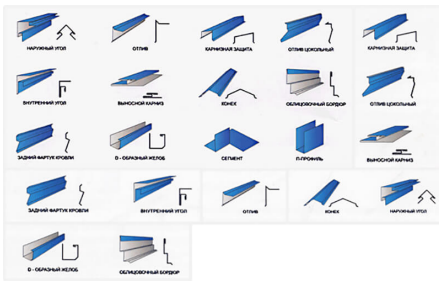 НАРУЖНЫЙ УГОЛ
ОТЛИВ
КАРНИЗНАЯ ЗАЩИТА
ОТЛИВ ЦОКОЛЬНЫЙ
КАРНИЗНАЯ ЗАЩИТА
ВНУТРЕННИЙ УГОЛ
ВЫНОСНОЙ КАРНИЗ
КОНЕК
ОБЛИЦОВОЧНЫЙ БОРДЮР
ОТЛИВ ЦОКОЛЬНЫЙ
ЗАДНИЙ ФАРТУК КРОВЛИ
D - ОБРАЗНЫЙ ЖЕЛОБ
СЕГМЕНТ
П-ПРОФИЛЬ
ВЫНОСНОЙ КАРНИЗ
ЗАДНИЙ ФАРТУК КРОВЛИ
ВНУТРЕННИЙ УГОЛ
ОТЛИВ
КОНЕК
НАРУЖНЫЙ УГОЛ
D - ОБРАЗНЫЙ ЖЕЛОБ
ОБЛИЦОВОЧНЫЙ БОРДЮР